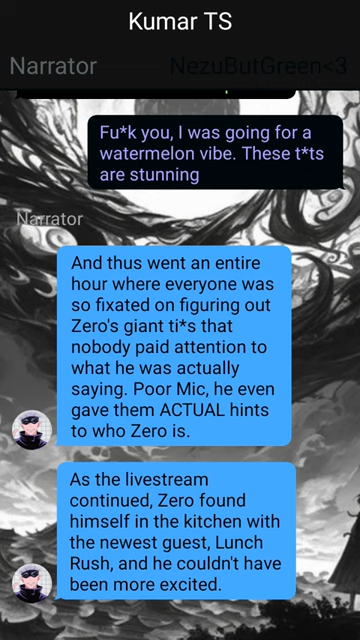 Kumar TS
Narrator
NezuButGreen<3
Fu*k you, I was going for a
watermelon vibe. These t*ts
are stunning
Narrator
And thus went an entire
hour where everyone was
so fixated on figuring out
Zero's giant ti*s that
nobody paid attention to
what he was actually
saying. Poor Mic, he even
gave them ACTUAL hints
to who Zero is.
As the livestream
continued, Zero found
himself in the kitchen with
the newest guest, Lunch
Rush, and he couldn't have
been more excited.